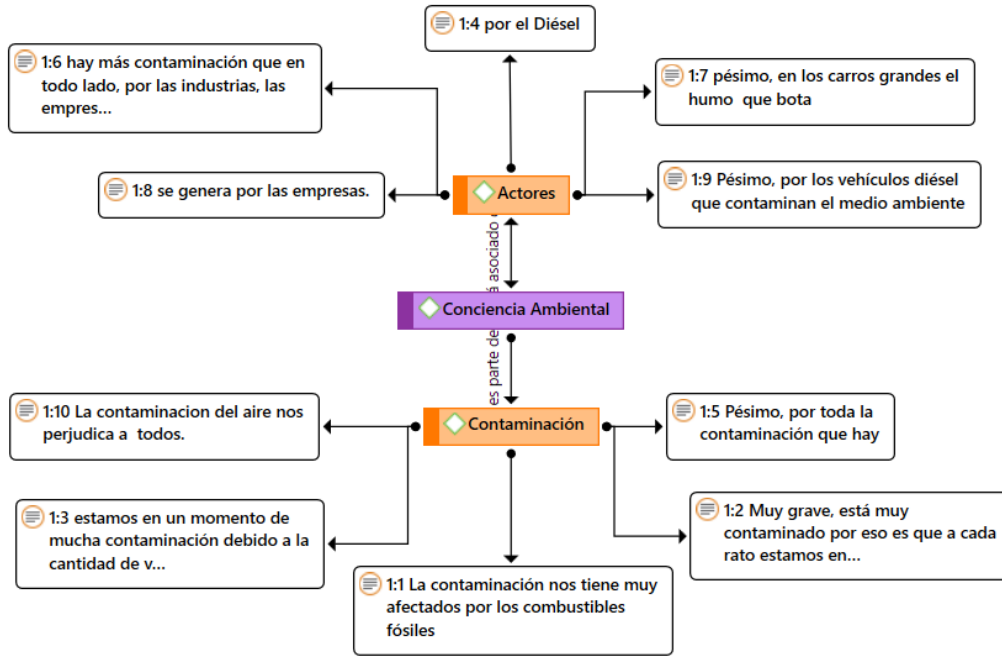 1:4 por el Diésel
1:6 hay más contaminación que en
todo lado, por las industrias, las
empres...
1:7 pésimo, en los carros grandes el
humo que bota
1:8 se genera por las empresas.
Actores
1:9 Pésimo, por los vehículos diésel
que contaminan el medio ambiente
asociado
Conciencia Ambiental
es parte de
1:10 La contaminacion del aire nos
perjudica a todos.
Contaminación
1:5 Pésimo, por toda la
contaminación que hay
1:3 estamos en un momento de
mucha contaminación debido a la
cantidad de v...
1:2 Muy grave, está muy
contaminado por eso es que a cada
rato estamos en...
1:1 La contaminación nos tiene muy
afectados por los combustibles
fósiles